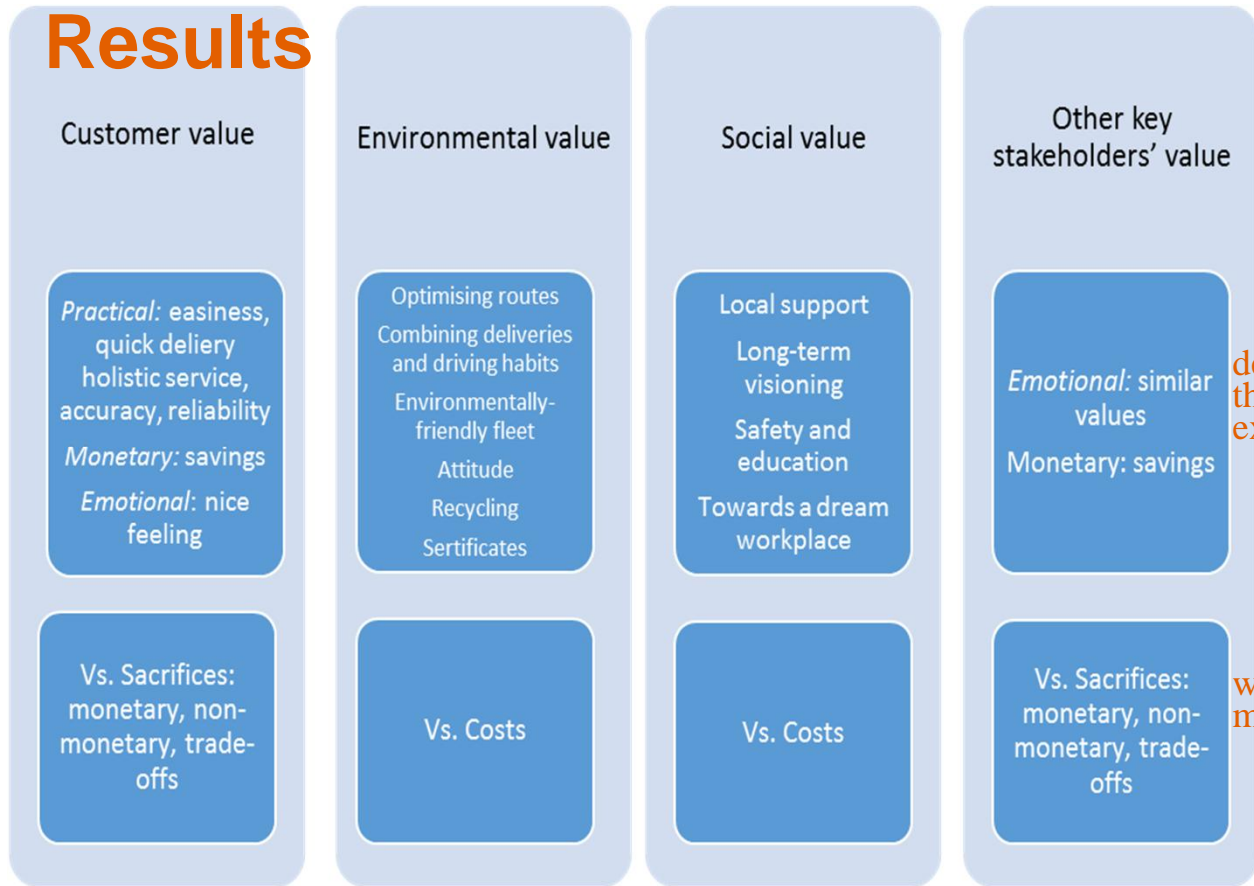 Results
Customer value
Practical: easiness,
quick deliery
holistic service,
accuracy, reliability
Monetary: savings
Emotional: nice
feeling
Vs. Sacrifices:
monetary, non-
monetary, trade-
offs
Environmental value
Optimising routes
Combining deliveries
and driving habits
Environmentally-
friendly fleet
Attitude
Recycling
Sertificates
Vs. Costs
Social value
Local support
Long-term
visioning
Safety and
education
Towards a dream
workplace
Vs. Costs
Other key
stakeholders’ value
Emotional: similar
values
Monetary: savings
Vs. Sacrifices:
monetary, non-
monetary, trade-
offs